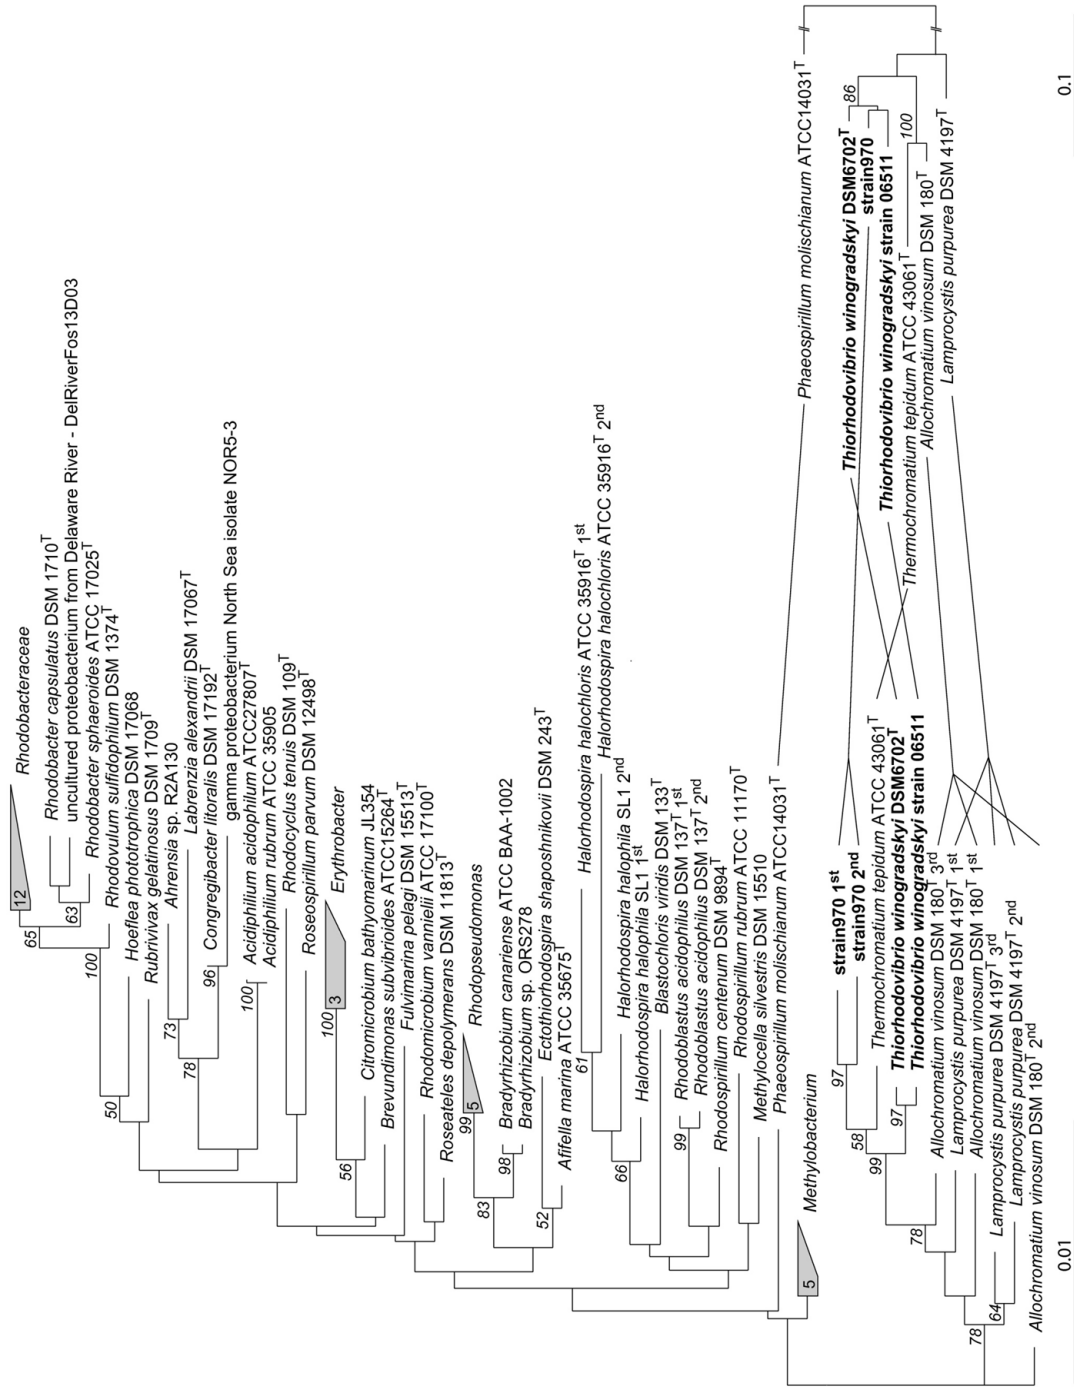 12
Rhodobacteraceae
65
Rhodobacter capsulatus DSM 1710T
uncultured proteobacterium from Delaware River - DelRiverFos13D03
63
Rhodobacter sphaeroides ATCC 17025T
100
Rhodovulum sulfidophilum DSM 1374T
50
Hoeflea phototrophica DSM 17068
Rubrivivax gelatinosus DSM 1709T
Ahrensia sp. R2A130
73
Labrenzia alexandrii DSM 17067T
78
Congregibacter litoralis DSM 17192T
96
gamma proteobacterium North Sea isolate NOR5-3
Acidiphilium acidophilum ATCC27807T
100
Acidiphilium rubrum ATCC 35905
Rhodocyclus tenuis DSM 109T
Roseospirillum parvum DSM 12498T
100
3
Erythrobacter
56
Citromicrobium bathyomarinum JL354
Brevundimonas subvibrioides ATCC15264T
Fulvimarina pelagi DSM 15513T
Rhodomicrobium vannielii ATCC 17100T
Roseateles depolymerans DSM 11813T
99
5
Rhodopseudomonas
83
Bradyrhizobium canariense ATCC BAA-1002
98
Bradyrhizobium sp. ORS278
Ectothiorhodospira shaposhnikovii DSM 243T
52
Afifella marina ATCC 35675T
Halorhodospira halochloris ATCC 35916T 1st
61
Halorhodospira halochloris ATCC 35916T 2nd
66
Halorhodospira halophila SL1 2nd
Halorhodospira halophila SL1 1st
Blastochloris viridis DSM 133T
99
Rhodoblastus acidophilus DSM 137T 1st
Rhodoblastus acidophilus DSM 137T 2nd
Rhodospirillum centenum DSM 9894T
Rhodospirillum rubrum ATCC 11170T
Methylocella silvestris DSM 15510
Phaeospirillum molischianum ATCC14031T
5
Methylobacterium
97
strain970 1st
strain970 2nd
58
Thermochromatium tepidum ATCC 43061T
99
97
Thiorhodovibrio winogradskyi DSM6702T
Thiorhodovibrio winogradskyi strain 06511
78
Allochromatium vinosum DSM 180T 3rd
Lamprocystis purpurea DSM 4197T 1st
Allochromatium vinosum DSM 180T 1st
78
64
Lamprocystis purpurea DSM 4197T 3rd
Lamprocystis purpurea DSM 4197T 2nd
Allochromatium vinosum DSM 180T 2nd
0.01
Phaeospirillum molischianum ATCC14031T
86
Thiorhodovibrio winogradskyi DSM6702T
strain970
Thiorhodovibrio winogradskyi strain 06511
100
Thermochromatium tepidum ATCC 43061T
Allochromatium vinosum DSM 180T
Lamprocystis purpurea DSM 4197T
0.1